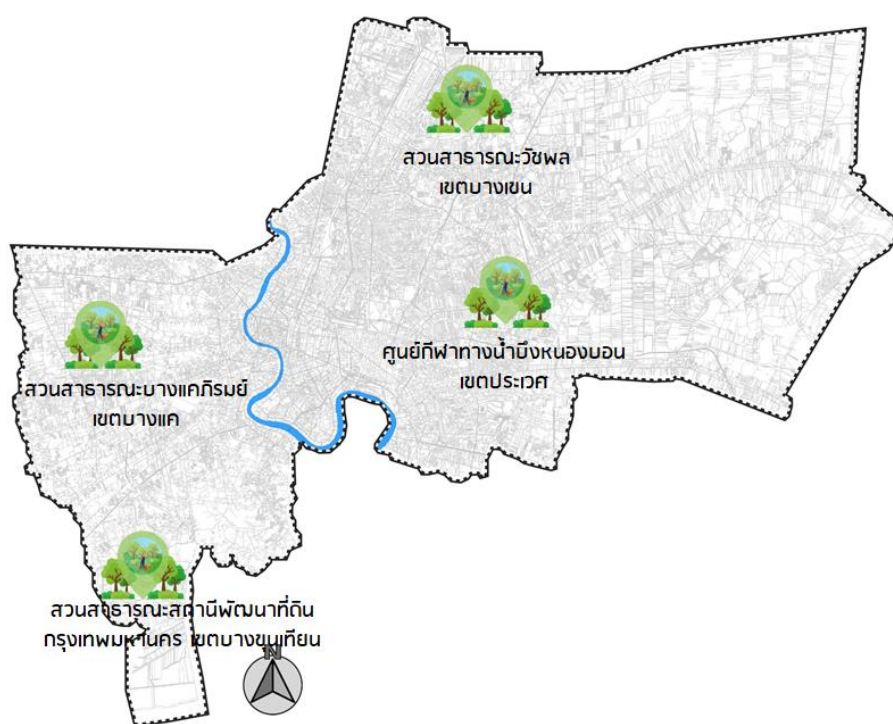 สวนสาธารณะวัชพล
เขตบางเขน
ศูนย์กีฬาทางน้ำบึงหนองบอน
เขตประเวศ
สวนสาธารณะบางแคภิรมย์
เขตบางแค
สวนสาธารณะสถานีพัฒนาที่ดิน
กรุงเทพมหานคร เขตบางขุนเทียน
N